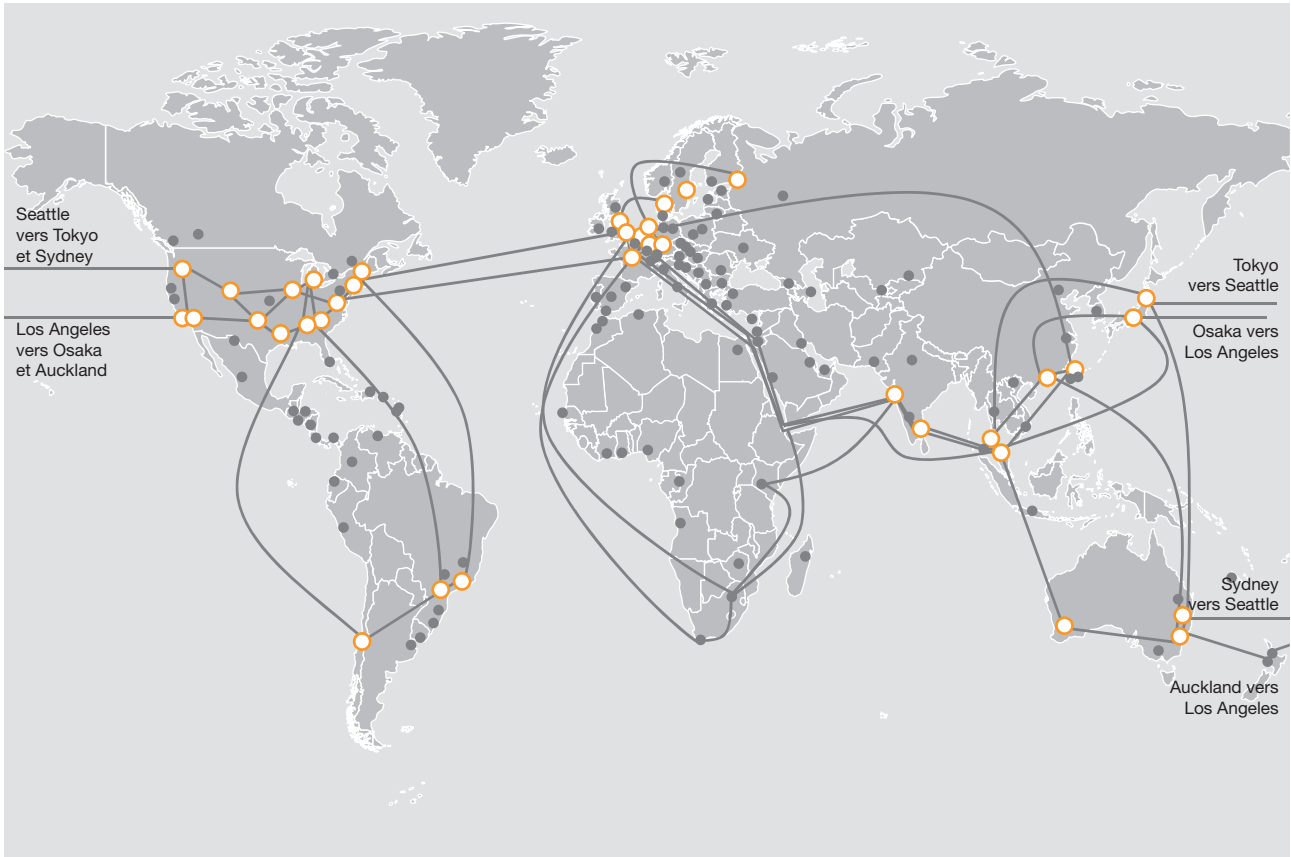 Seattle
vers Tokyo
et Sydney
Los Angeles
vers Osaka
et Auckland
Tokyo
vers Seattle
Osaka vers
Los Angeles
Sydney
vers Seattle
Auckland vers
Los Angeles